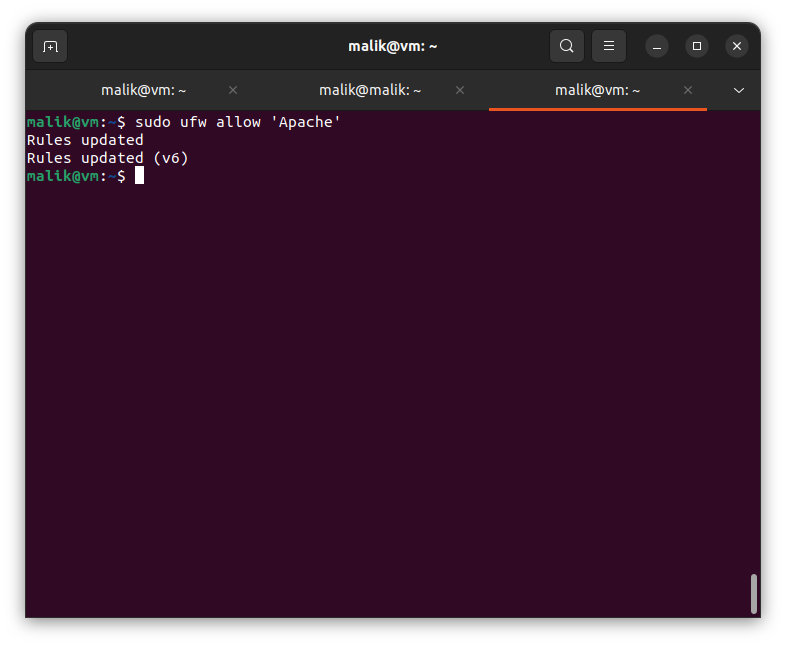 malik@vm: ~
malik@vm: ~
malik@malik: ~
malik@vm: ~
malik@vm:~$ sudo ufw allow 'Apache'
Rules updated
Rules updated (v6)
malik@vm:~$